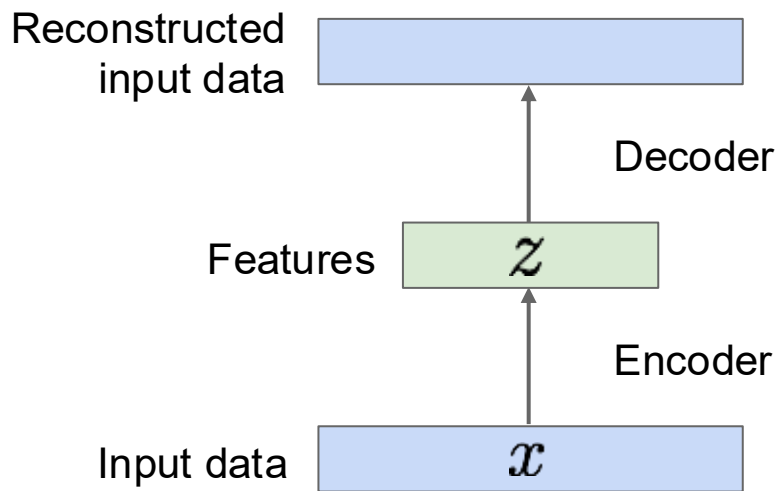 Reconstructed
input data
Decoder
Features
z
Encoder
Input data
x